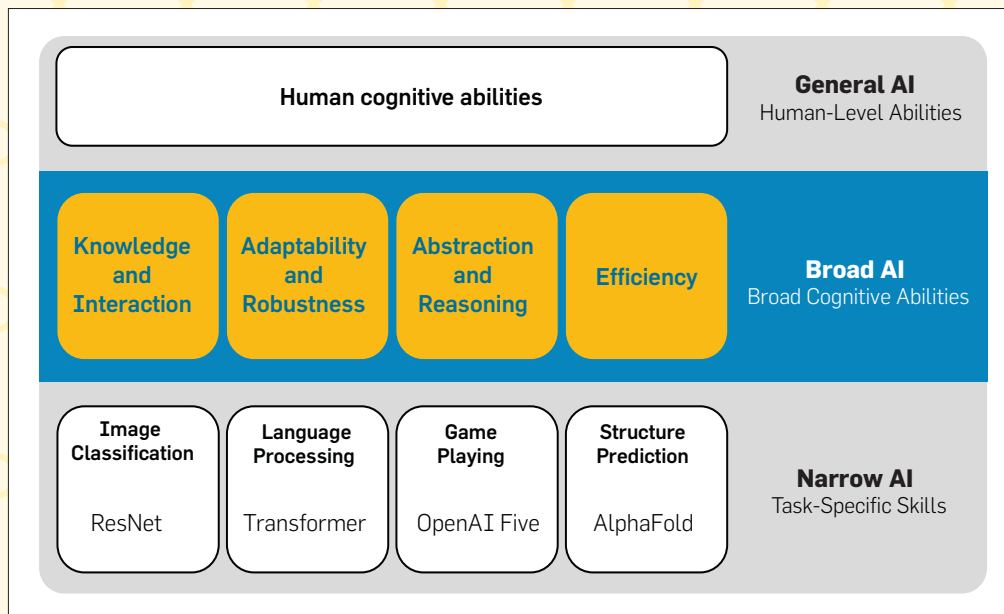 Human cognitive abilities
General AI
Human-Level Abilities
Knowledge
and
Interaction
Adaptability
and
Robustness
Abstraction
and
Reasoning
Efficiency
Broad AI
Broad Cognitive Abilities
Image
Classification
ResNet
Language
Processing
Transformer
Game
Playing
OpenAI Five
Structure
Prediction
AlphaFold
Narrow AI
Task-Specific Skills